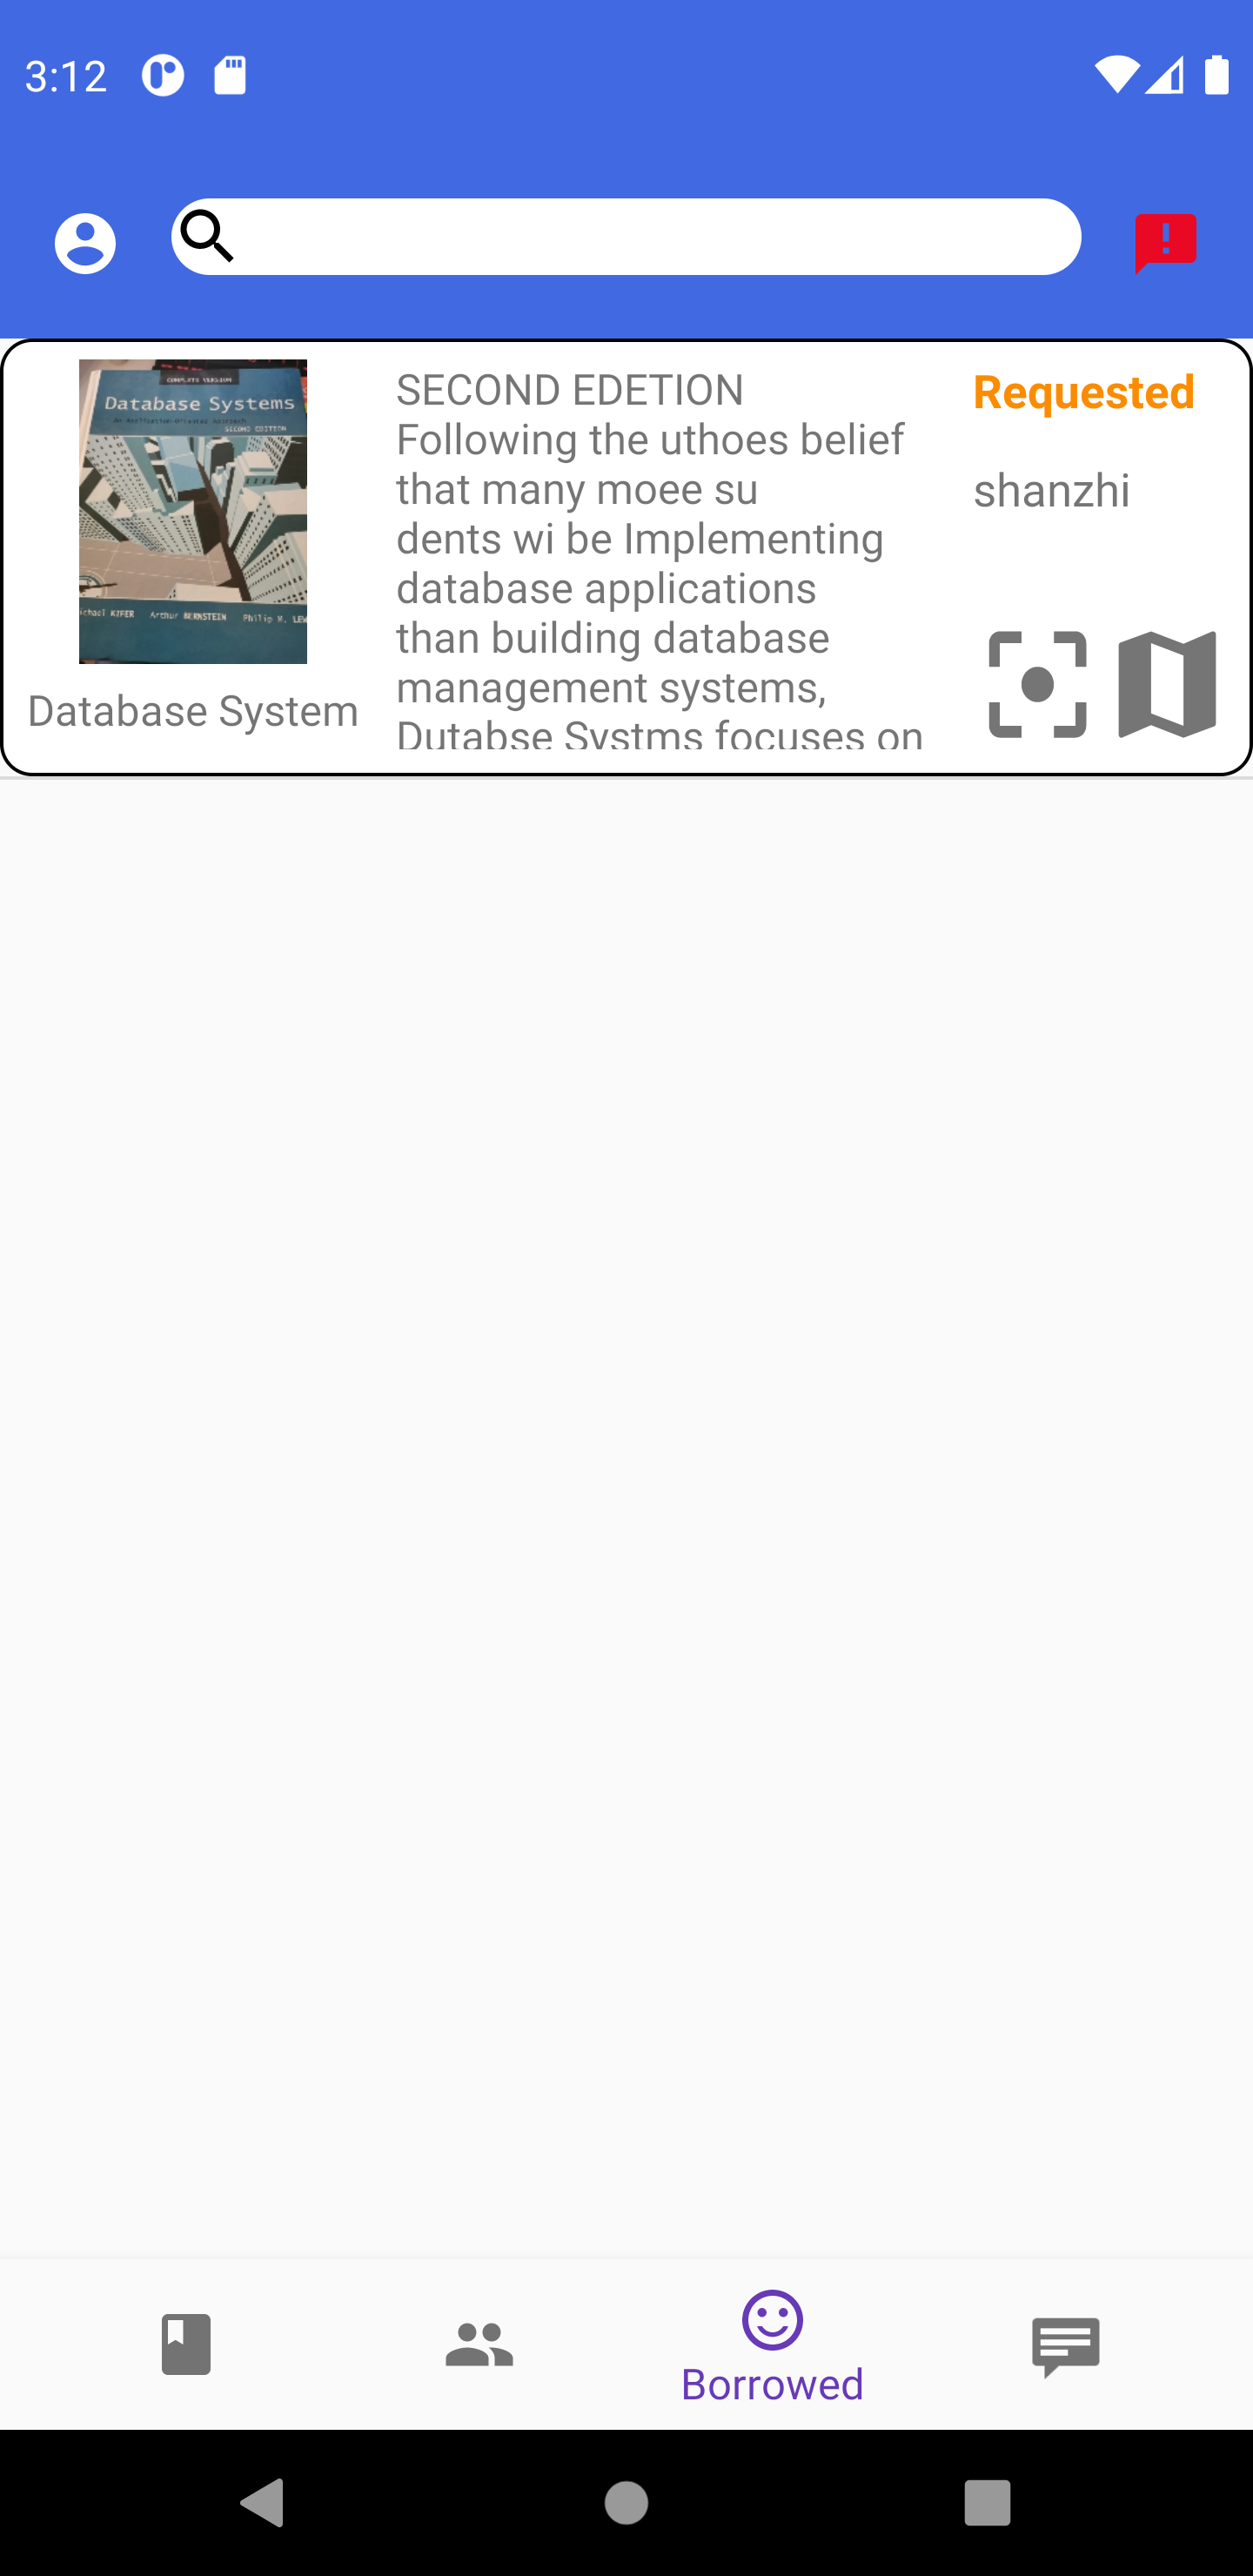 3:12
COMPLETE VERSION
Database Systems
An Application-Oriented Approach
SECOND EDITION
ichael KIFER Arthur BERNSTEIN Philip M. LEW
Database System
SECOND EDETION
Following the uthoes belief
that many moee su
dents wi be Implementing
database applications
than building database
management systems,
Dutabse Systms focuses on
Requested
shanzhi
Borrowed